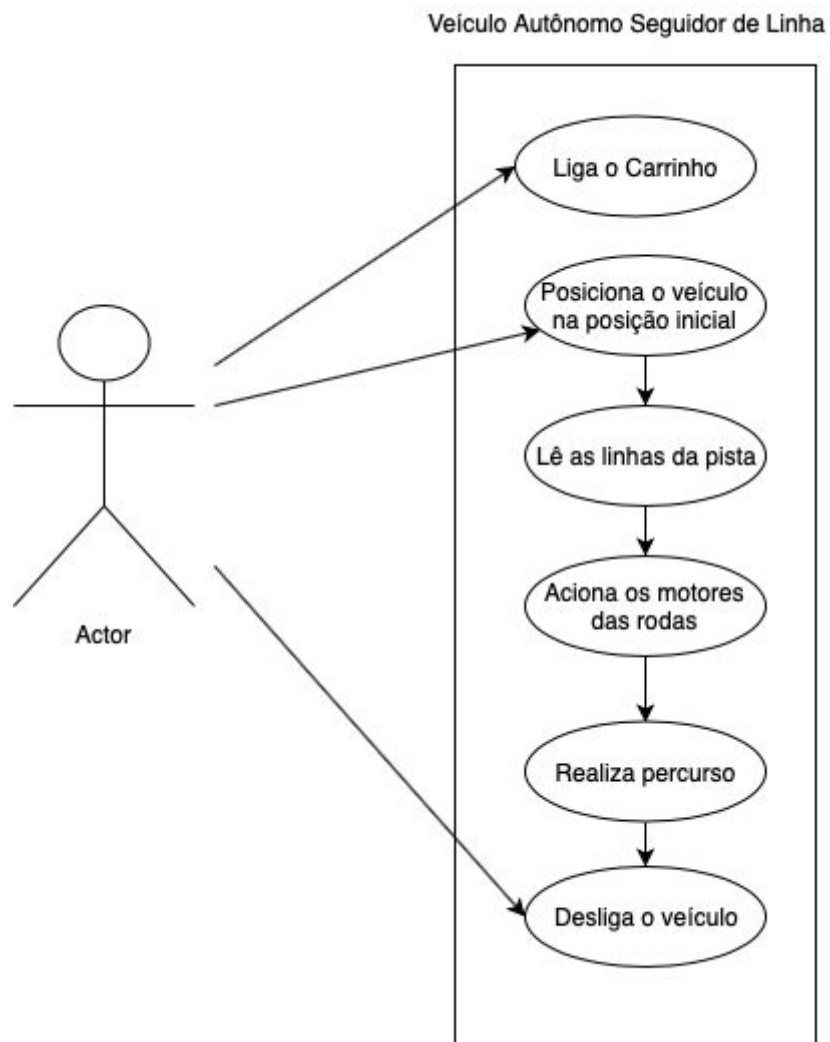 Veículo Autônomo Seguidor de Linha
Liga o Carrinho
Posiciona o veículo
na posição inicial
Lê as linhas da pista
Aciona os motores
das rodas
Actor
Realiza percurso
Desliga o veículo